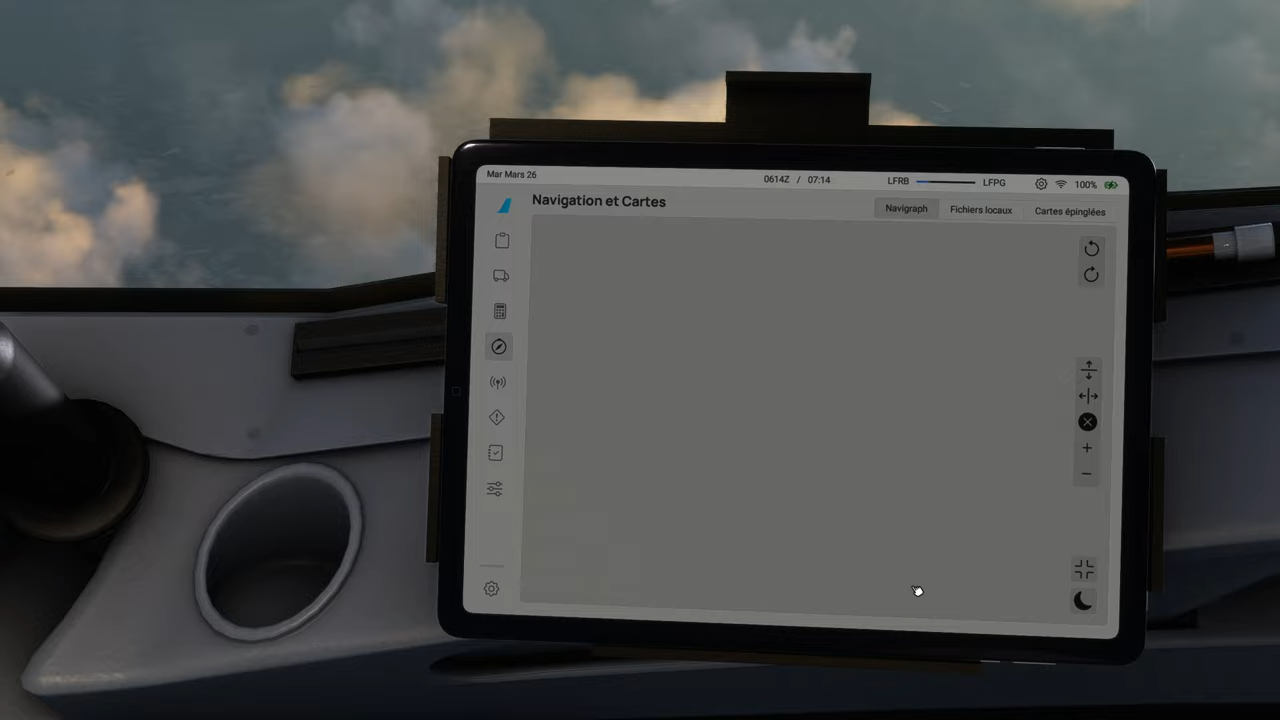 Mar Mars 26
0614Z / 07:14
LFRB
LFPG
100%
Navigation et Cartes
Navigraph
Fichiers locaux
Cartes épinglées